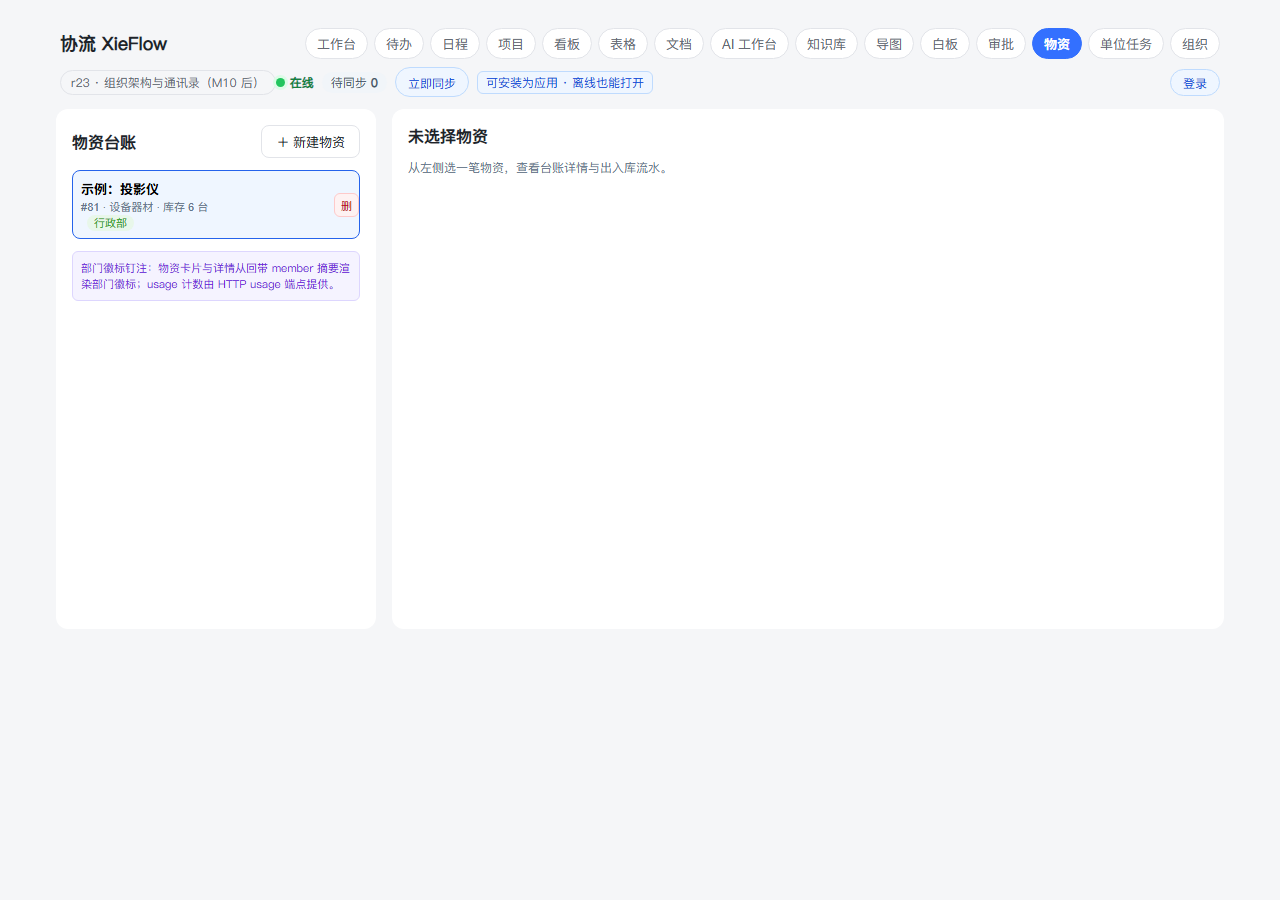 协流 XieFlow
工作台 待办 日程 项目 看板 表格 文档 AI 工作台 知识库 导图 白板 审批 物资 单位任务 组织
r23 · 组织架构与通讯录（M10 后） 在线 待同步 0 立即同步 可安装为应用 · 离线也能打开 登录
物资台账 ＋ 新建物资
示例：投影仪
#81 · 设备器材 · 库存 6 台
删
行政部
部门徽标钉注：物资卡片与详情从回带 member 摘要渲
染部门徽标；usage 计数由 HTTP usage 端点提供。
未选择物资
从左侧选一笔物资，查看台账详情与出入库流水。